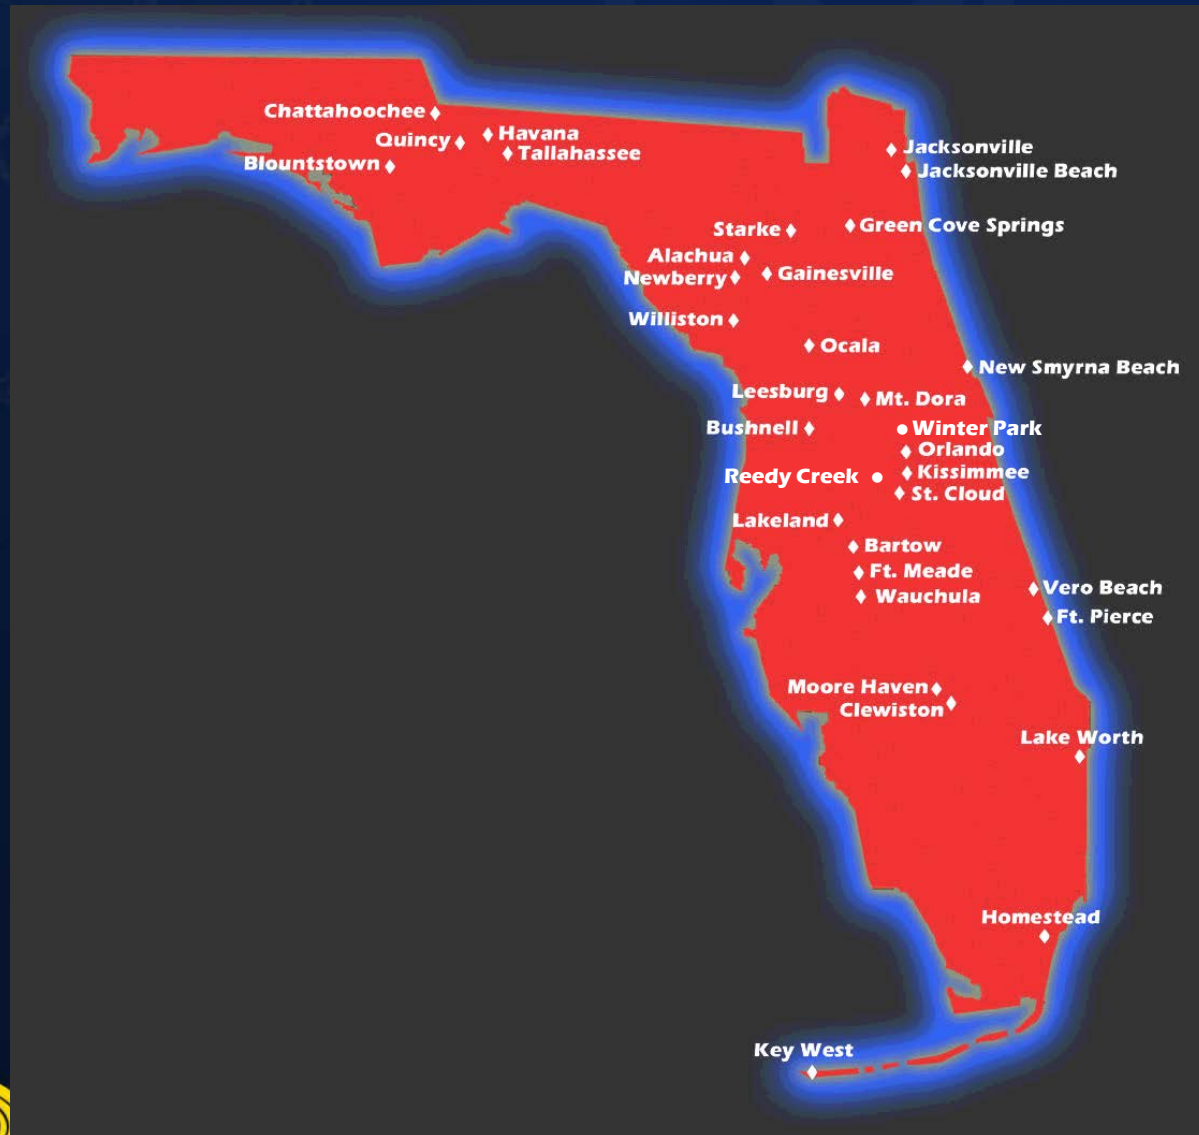 Chattahoochee
Havana
Quincy
Tallahassee
Blountstown
Jacksonville
Jacksonville Beach
Starke
Green Cove Springs
Alachua
Gainesville
Newberry
Williston
Ocala
New Smyrna Beach
Leesburg
Mt. Dora
Bushnell
Winter Park
Orlando
Reedy Creek
Kissimmee
St. Cloud
Lakeland
Bartow
Ft. Meade
Vero Beach
Wauchula
Ft. Pierce
Moore Haven
Clewiston
Lake Worth
Homestead
Key West